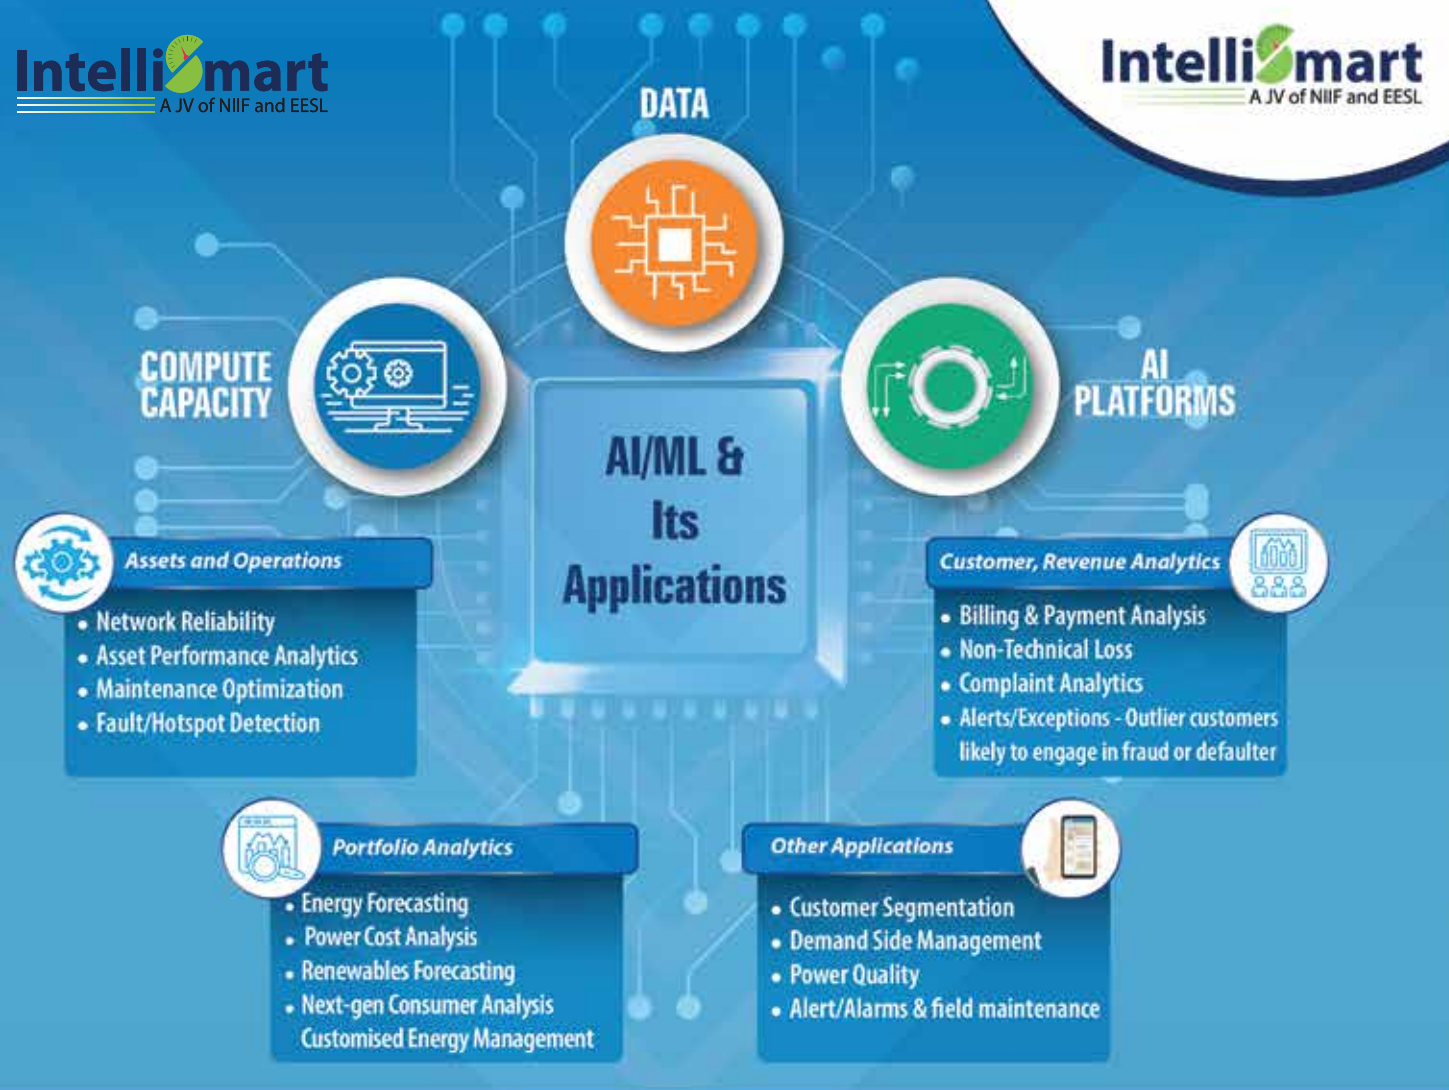 IntelliSmart
A JV of NIIF and EESL
IntelliSmart
A JV of NIIF and EESL
DATA
COMPUTE
CAPACITY
AI
PLATFORMS
AI/ML &
Its
Applications
Assets and Operations
• Network Reliability
• Asset Performance Analytics
• Maintenance Optimization
• Fault/Hotspot Detection
Customer, Revenue Analytics
• Billing & Payment Analysis
• Non-Technical Loss
• Complaint Analytics
• Alerts/Exceptions - Outlier customers
likely to engage in fraud or defaulter
Portfolio Analytics
• Energy Forecasting
• Power Cost Analysis
• Renewables Forecasting
• Next-gen Consumer Analysis
Customised Energy Management
Other Applications
• Customer Segmentation
• Demand Side Management
• Power Quality
• Alert/Alarms & field maintenance